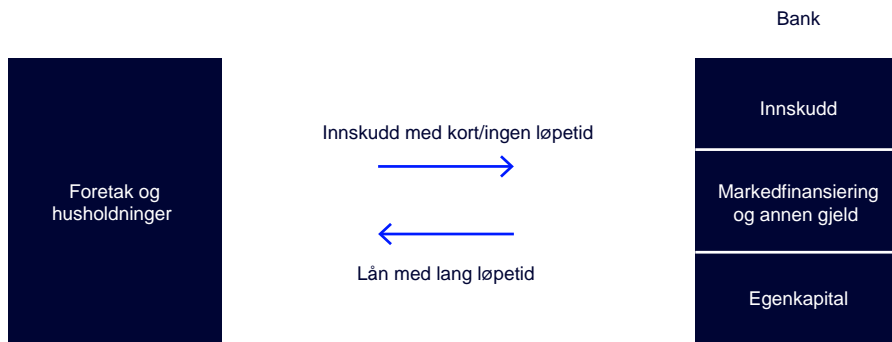 Bank
Innskudd
Innskudd med kort/ingen løpetid
Foretak og
husholdninger
Markedfinansiering
og annen gjeld
Lån med lang løpetid
Egenkapital